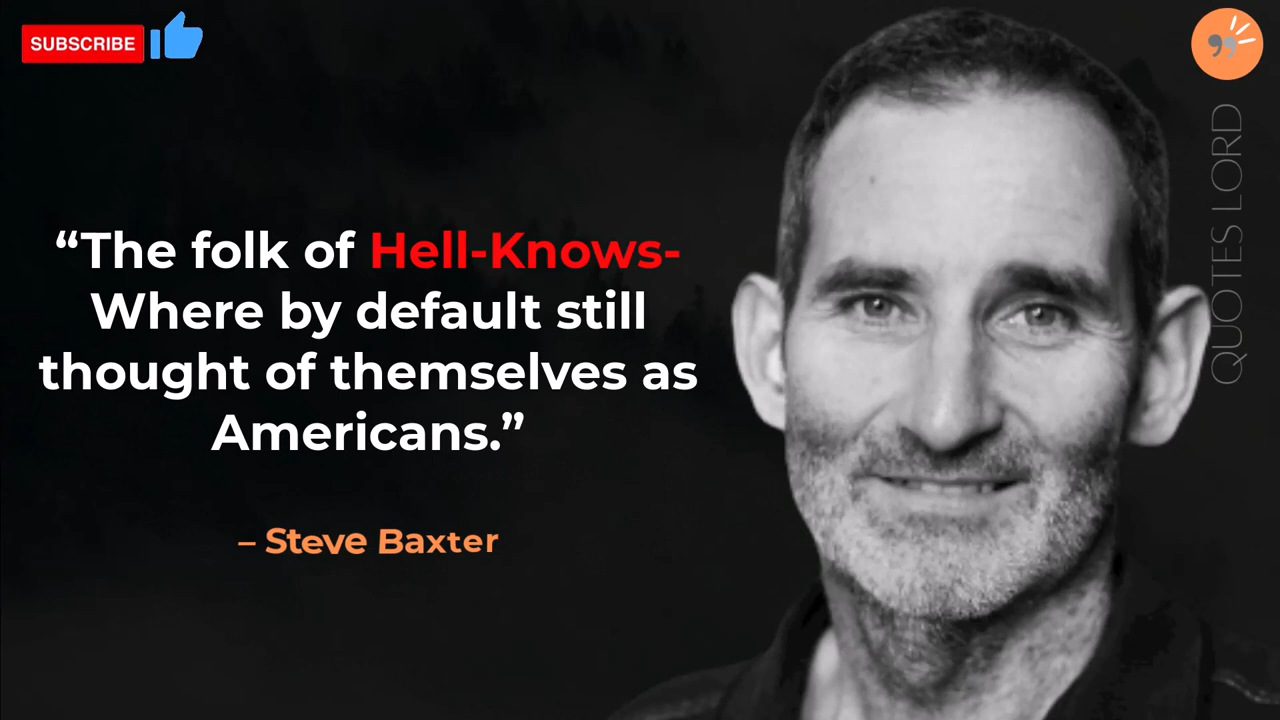 SUBSCRIBE
“The folk of Hell-Knows-
Where by default still
thought of themselves as
Americans.”
– Steve Baxter
QUOTES LORD